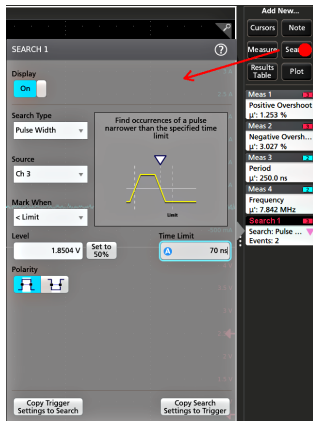 Add New...
Cursors
Note
Measure
Results
Table
Plot
SEARCH 1
?
Display
On
Search Type
Pulse Width
Source
Ch 3
Mark When
< Limit
Find occurrences of a pulse
narrower than the specified time
limit
Limit
Level
1.8504 V
Set to
50%
Time Limit
A
70 ns
Polarity
Copy Trigger
Settings to Search
Copy Search
Settings to Trigger
Meas 1
Positive Overshoot
µ': 1.253 %
Meas 2
Negative Oversh...
µ': 3.027 %
Meas 3
Period
µ': 250.0 ns
Meas 4
Frequency
µ': 7.842 MHz
Search 1
Search: Pulse ...
Events: 2